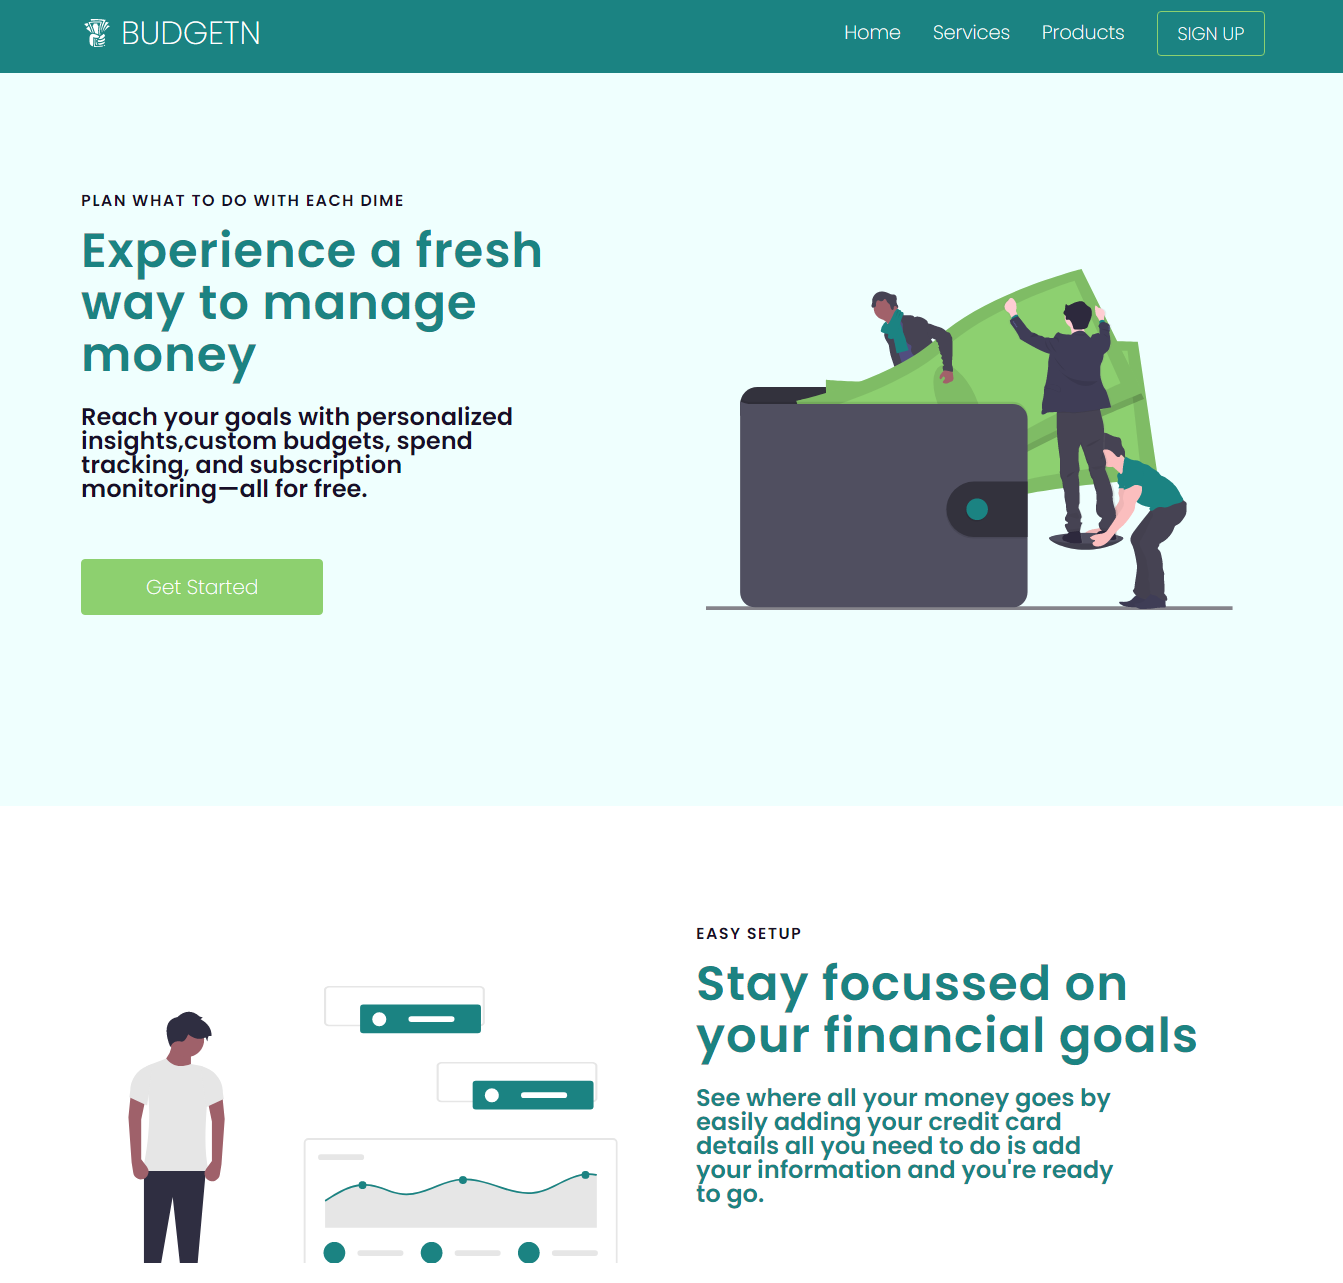 BUDGETN
Home
Services
Products
SIGN UP
PLAN WHAT TO DO WITH EACH DIME
Experience a fresh
way to manage
money
Reach your goals with personalized
insights,custom budgets, spend
tracking, and subscription
monitoring—all for free.
Get Started
EASY SETUP
Stay focussed on
your financial goals
See where all your money goes by
easily adding your credit card
details all you need to do is add
your information and you're ready
to go.